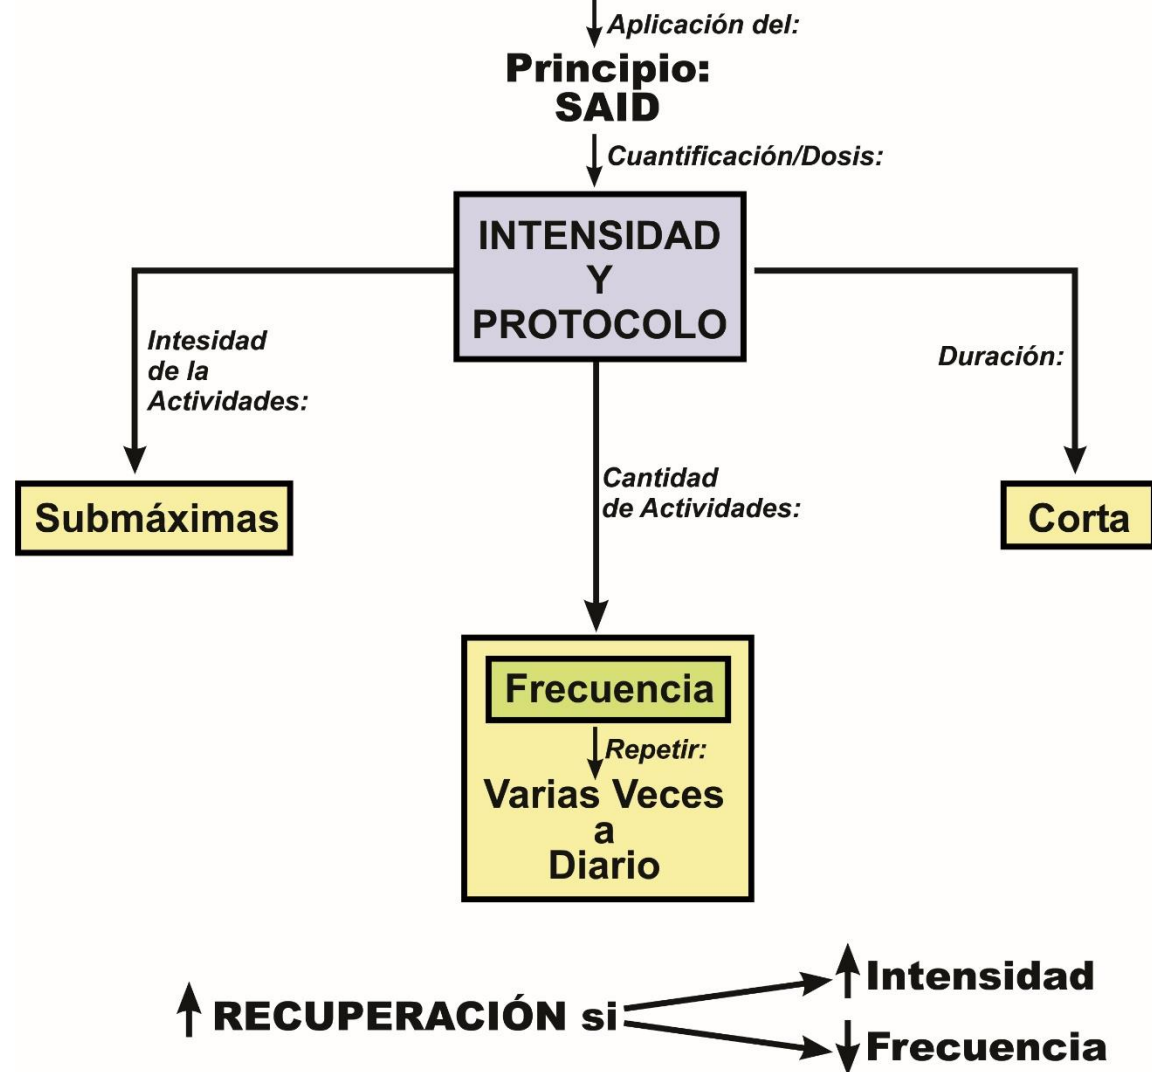 Aplicación del:
Principio:
SAID
Cuantificación/Dosis:
INTENSIDAD
Y
PROTOCOLO
Intesidad
de la
Actividades:
Duración:
Submáximas
Cantidad
de Actividades:
Corta
Frecuencia
Repetir:
Varias Veces
a
Diario
↑ RECUPERACIÓN si
↑ Intensidad
↓ Frecuencia